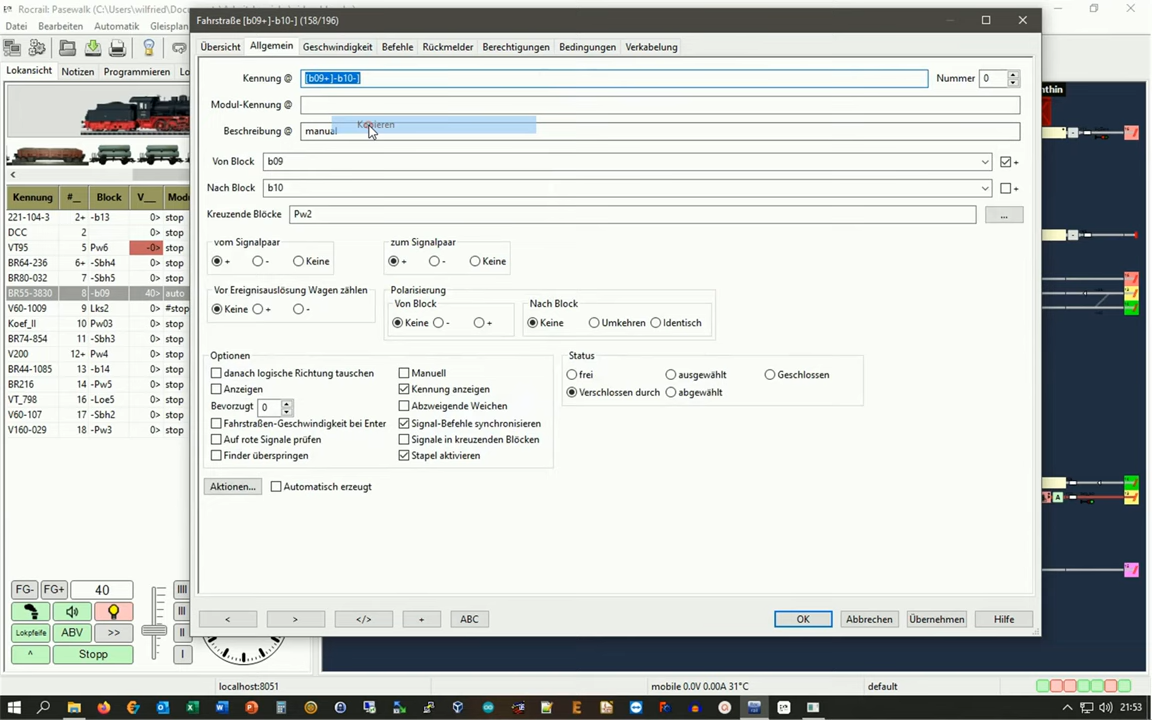 Rocrail: Pasewalk (C:\Users\wilfried\Rocrail\
Datei Bearbeiten Automatik Gleisplan
Lokansicht Notizen Programmieren Lo
Kennung #_ Block V__ Mod
221-104-3 2+ -b13 0> stop
DCC 2 0> stop
VT95 5 Pw6 -0> stop
BR64-236 6+ -Sbh4 0> stop
BR80-032 7 -Sbh5 0> stop
BR55-3830 8 -b09 40> auto
V60-1009 9 Lks2 0> #stop
Koef_II 10 Pw03 0> stop
BR74-854 11 -Sbh3 0> stop
V200 12+ Pw4 0> stop
BR44-1085 13 -b14 0> stop
BR216 14 -Pw5 0> stop
VT_798 16 -Loe5 0> stop
V60-107 17 -Sbh2 0> stop
V160-029 18 -Pw3 0> stop
FG- FG+ 40 IIII
III
Lokpfeife ABV >> II
^ Stopp I
Fahrstraße [b09+]-b10-] (158/196)
Übersicht Allgemein Geschwindigkeit Befehle Rückmelder Berechtigungen Bedingungen Verkabelung
Kennung @ [b09+]-b10-] Nummer 0
Modul-Kennung @
Kopieren
Beschreibung @ manual
Von Block b09 +
Nach Block b10 +
Kreuzende Blöcke Pw2 ...
vom Signalpaar zum Signalpaar
+ - Keine + - Keine
Vor Ereignisauslösung Wagen zählen Polarisierung
Von Block Nach Block
Keine + - Keine - + Keine Umkehren Identisch
Optionen Status
danach logische Richtung tauschen Manuell frei ausgewählt Geschlossen
Anzeigen Kennung anzeigen Verschlossen durch abgewählt
Bevorzugt 0 Abzweigende Weichen
Fahrstraßen-Geschwindigkeit bei Enter Signal-Befehle synchronisieren
Auf rote Signale prüfen Signale in kreuzenden Blöcken
Finder überspringen Stapel aktivieren
Aktionen... Automatisch erzeugt
< > </> + ABC OK Abbrechen Übernehmen Hilfe
nthin
A
localhost:8051 mobile 0.0V 0.00A 31°C default
21:53